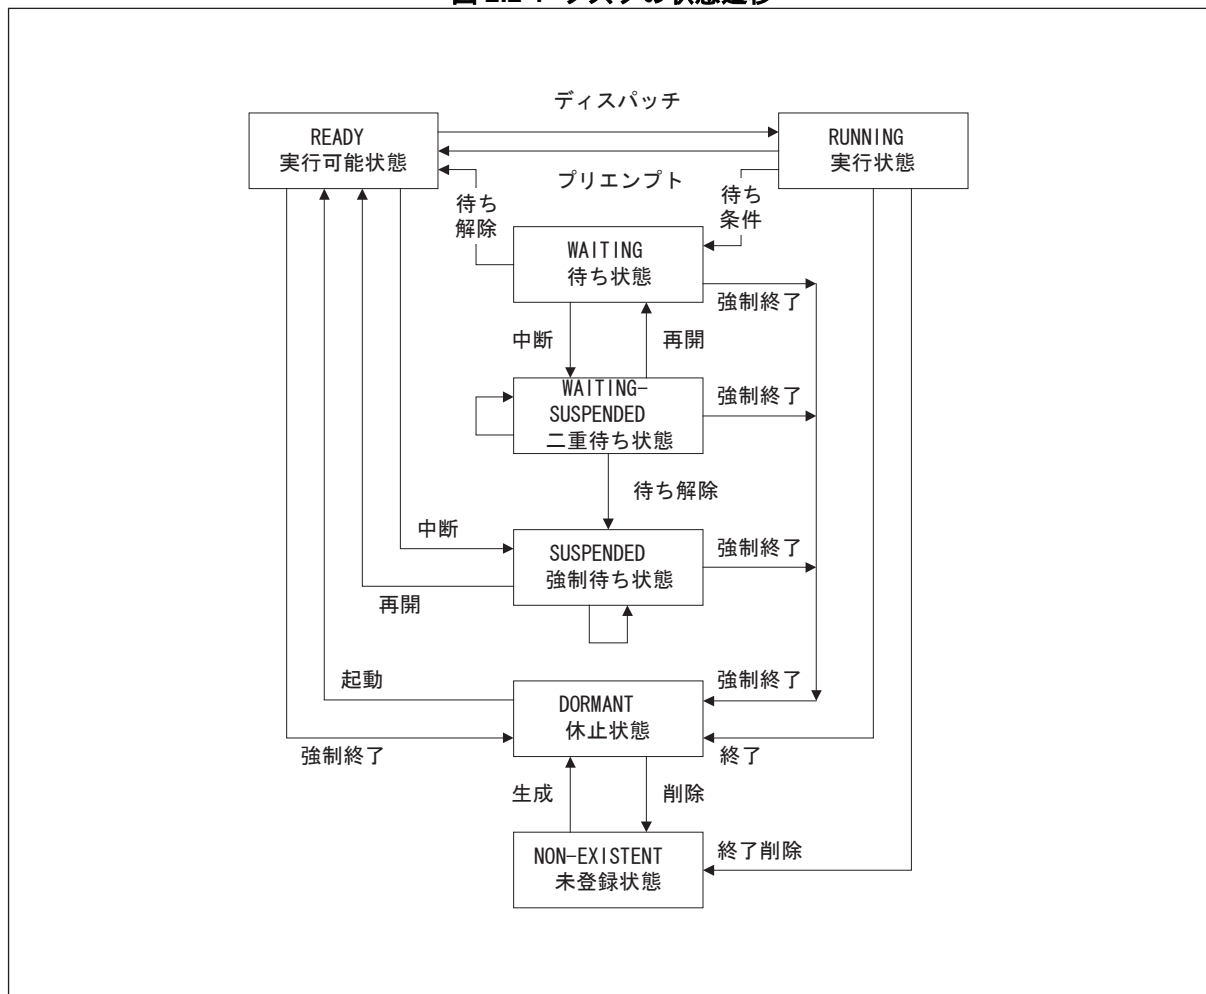 ディスパッチ
READY
実行可能状態
RUNNING
実行状態
プリエンプト
待ち
解除
待ち
条件
WAITING
待ち状態
強制終了
中断
再開
WAITING-
SUSPENDED
二重待ち状態
強制終了
待ち解除
中断
SUSPENDED
強制待ち状態
強制終了
再開
起動
DORMANT
休止状態
強制終了
強制終了
終了
生成
削除
NON-EXISTENT
未登録状態
終了削除